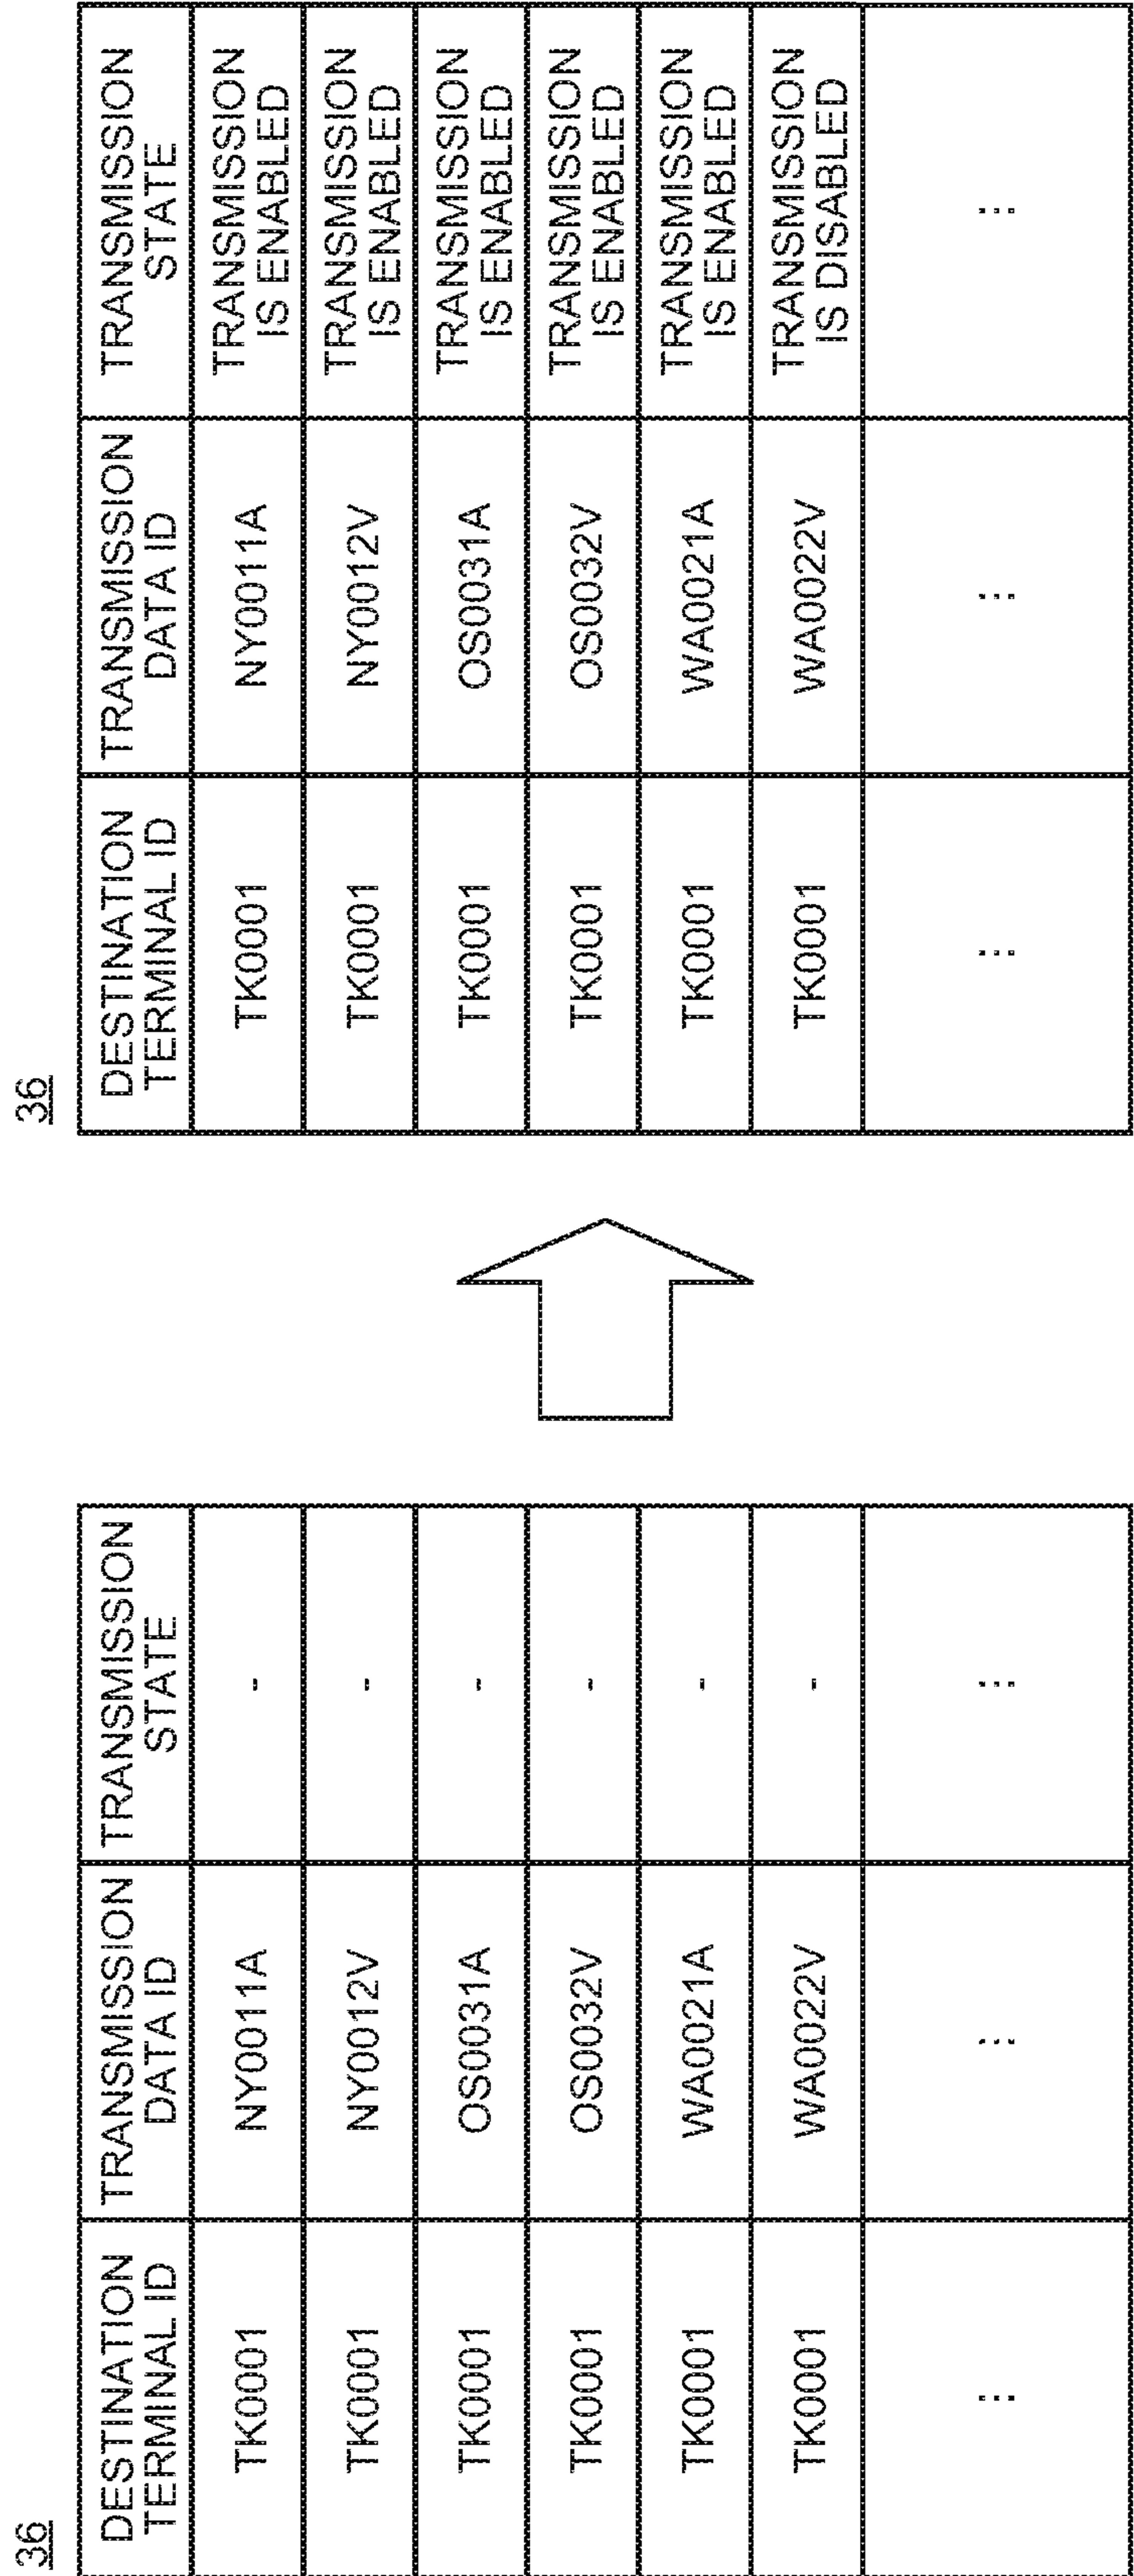 36
DESTINATION TERMINAL ID TRANSMISSION DATA ID TRANSMISSION STATE
TK0001 NY0011A -
TK0001 NY0012V -
TK0001 OS0031A -
TK0001 OS0032V -
TK0001 WA0021A -
TK0001 WA0022V -
... ... ...
36
DESTINATION TERMINAL ID TRANSMISSION DATA ID TRANSMISSION STATE
TK0001 NY0011A TRANSMISSION IS ENABLED
TK0001 NY0012V TRANSMISSION IS ENABLED
TK0001 OS0031A TRANSMISSION IS ENABLED
TK0001 OS0032V TRANSMISSION IS ENABLED
TK0001 WA0021A TRANSMISSION IS ENABLED
TK0001 WA0022V TRANSMISSION IS DISABLED
... ... ...